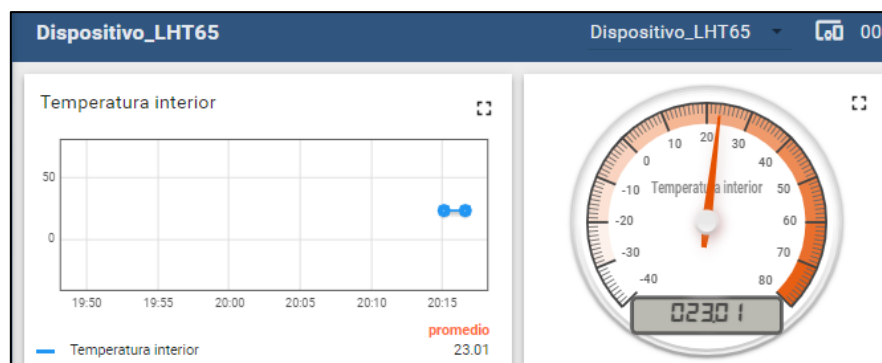 Dispositivo_LHT65
Dispositivo_LHT65
00
Temperatura interior
50
0
19:50 19:55 20:00 20:05 20:10 20:15
promedio
Temperatura interior 23.01
-40
-30
-20
-10
0
10
20
30
40
50
60
70
80
Temperatura interior
023.01